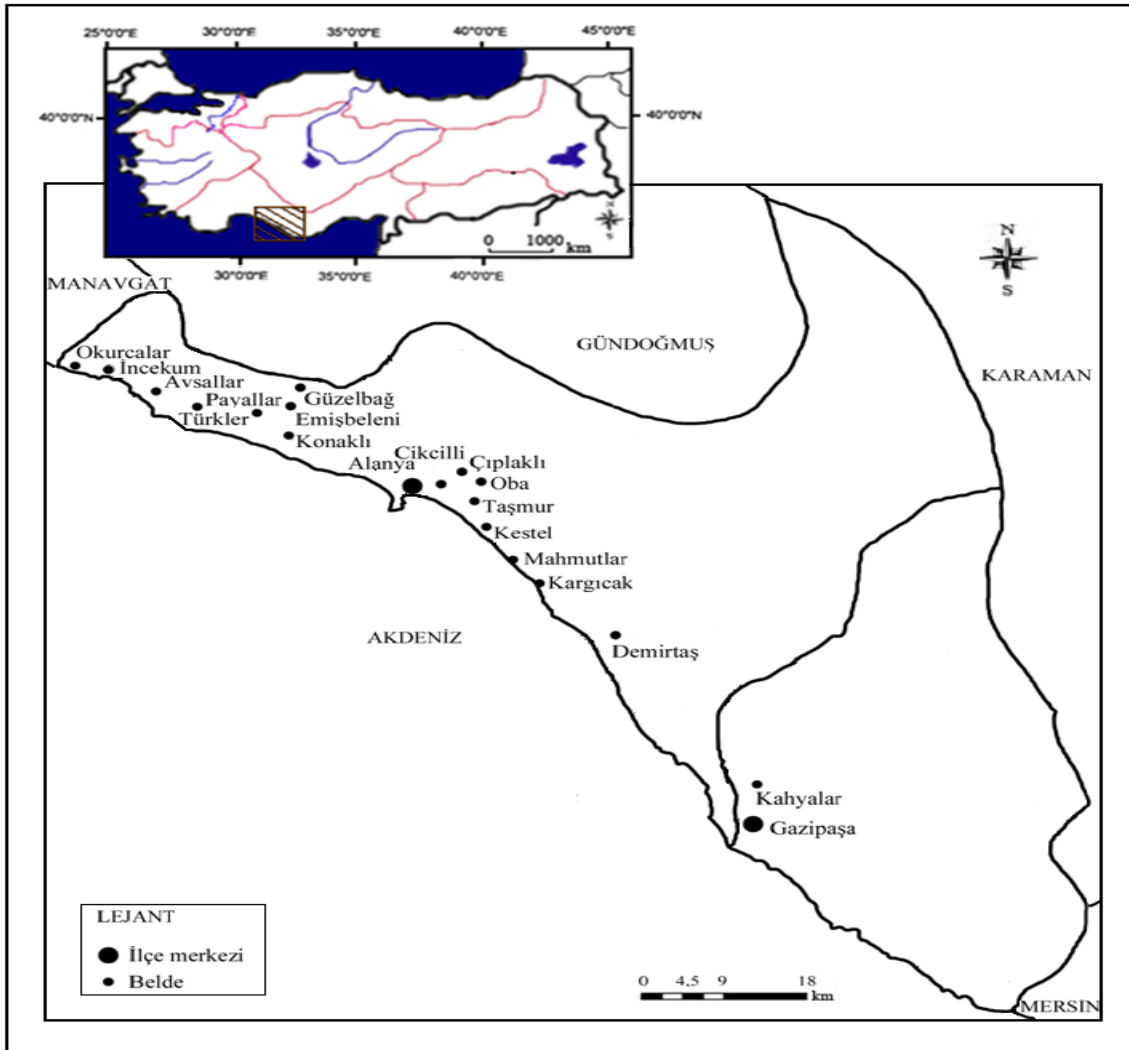 25°0'0"E 30°0'0"E 35°0'0"E 40°0'0"E 45°0'0"E
40°0'0"N 40°0'0"N
N
S
0 1000 km
30°0'0"E 35°0'0"E 40°0'0"E
N
S
MANAVGAT
GÜNDOĞMUŞ
KARAMAN
Okurcalar
İncekum
Avsallar
Payallar
Türkler
Güzelbağ
Emişbeleni
Konaklı
Cikcilli
Alanya
Çıplaklı
Oba
Taşmur
Kestel
Mahmutlar
Kargıcak
AKDENİZ
Demirtaş
Kahyalar
Gazipaşa
LEJANT
İlçe merkezi
Belde
0 4,5 9 18
km
MERSİN